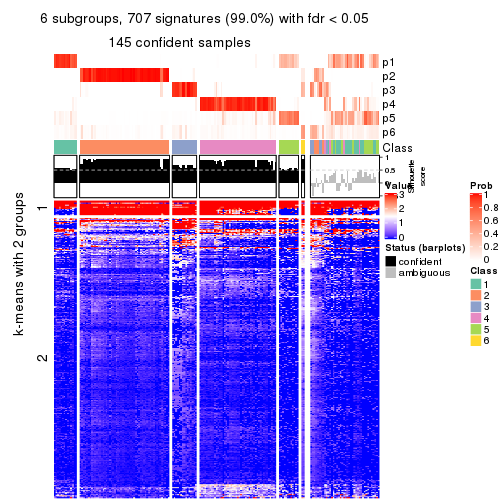 6 subgroups, 707 signatures (99.0%) with fdr < 0.05
145 confident samples
p1
p2
p3
p4
p5
p6
Class
1
0.5
0
Silhouette
score
k-means with 2 groups
1
2
Value
3
2
1
0
Status (barplots)
confident
ambiguous
Prob
1
0.8
0.6
0.4
0.2
0
Class
1
2
3
4
5
6